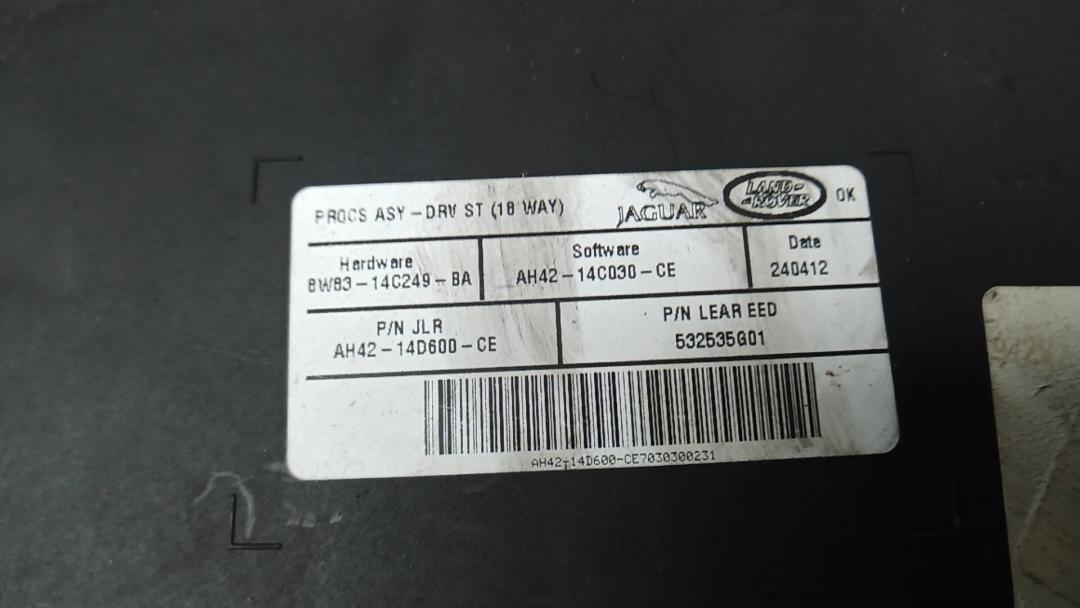 PROCS ASY - DRV ST (18 WAY)
JAGUAR
LAND-
-ROVER
OK
Hardware
8W83-14C249-BA
Software
AH42-14C030-CE
Date
240412
P/N JLR
AH42-14D600-CE
P/N LEAR EED
532535G01
AH42-14D600-CE7030300231